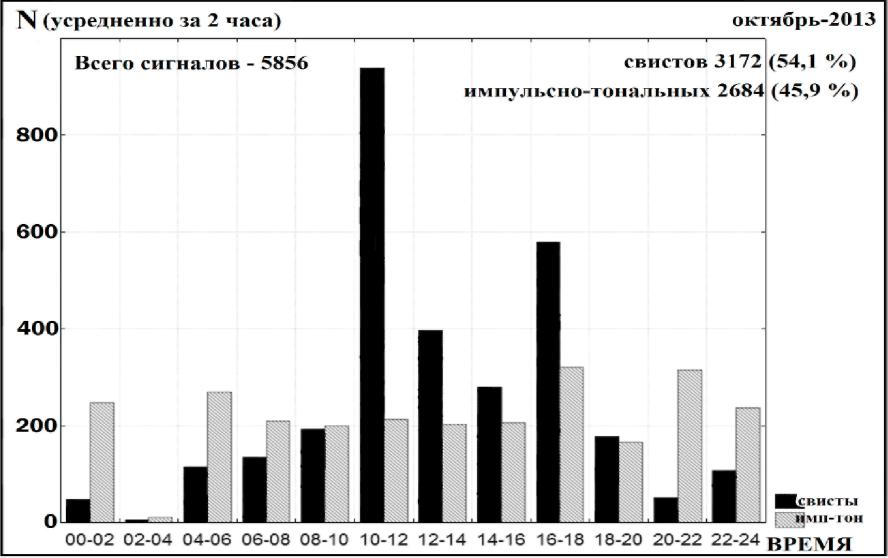 N (усредненно за 2 часа)
октябрь-2013
Всего сигналов - 5856
свистов 3172 (54,1 %)
импульсно-тональных 2684 (45,9 %)
800
600
400
200
0
00-02 02-04 04-06 06-08 08-10 10-12 12-14 14-16 16-18 18-20 20-22 22-24
свисты
имп-тон
ВРЕМЯ